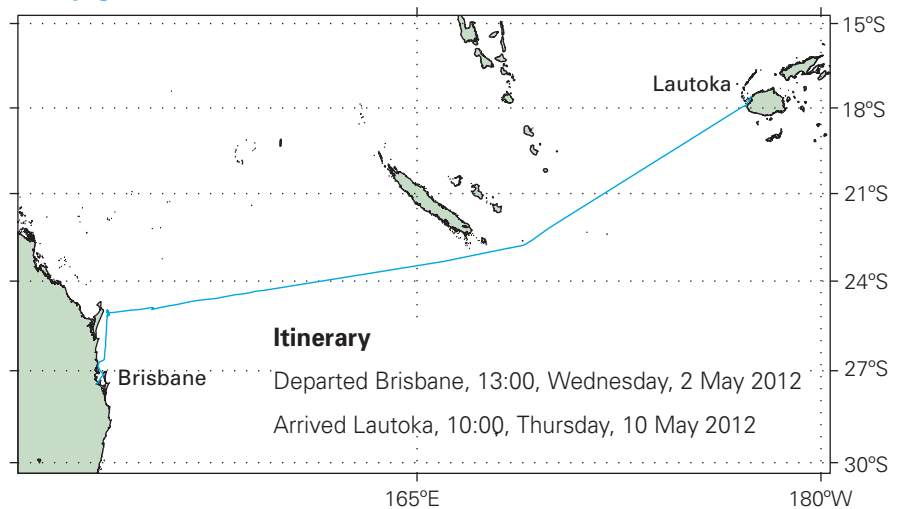 15ºS
Lautoka
18ºS
21ºS
24ºS
Itinerary
Brisbane
27ºS
Departed Brisbane, 13:00, Wednesday, 2 May 2012
Arrived Lautoka, 10:00, Thursday, 10 May 2012
30ºS
165ºE
180ºW